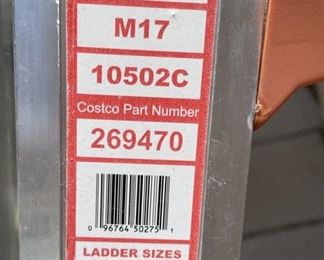 M17
10502C
Costco Part Number
269470
0 96764 50275 1
LADDER SIZES